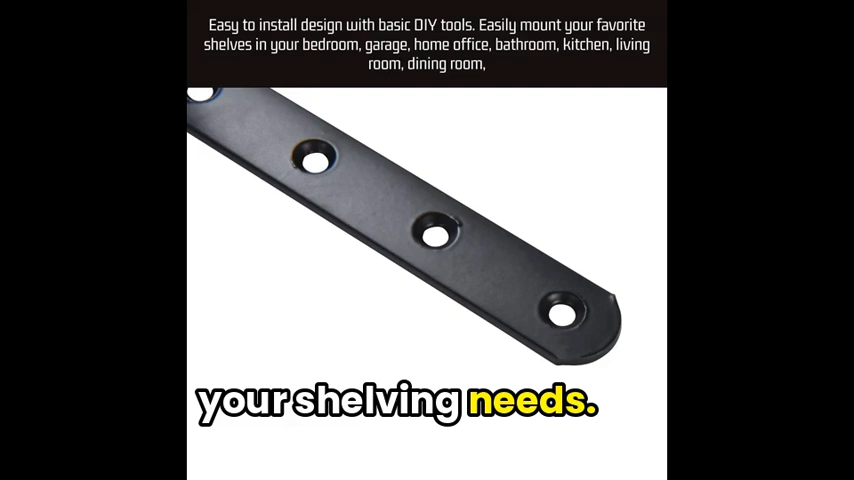 Easy to install design with basic DIY tools. Easily mount your favorite
shelves in your bedroom, garage, home office, bathroom, kitchen, living
room, dining room,
your shelving needs.